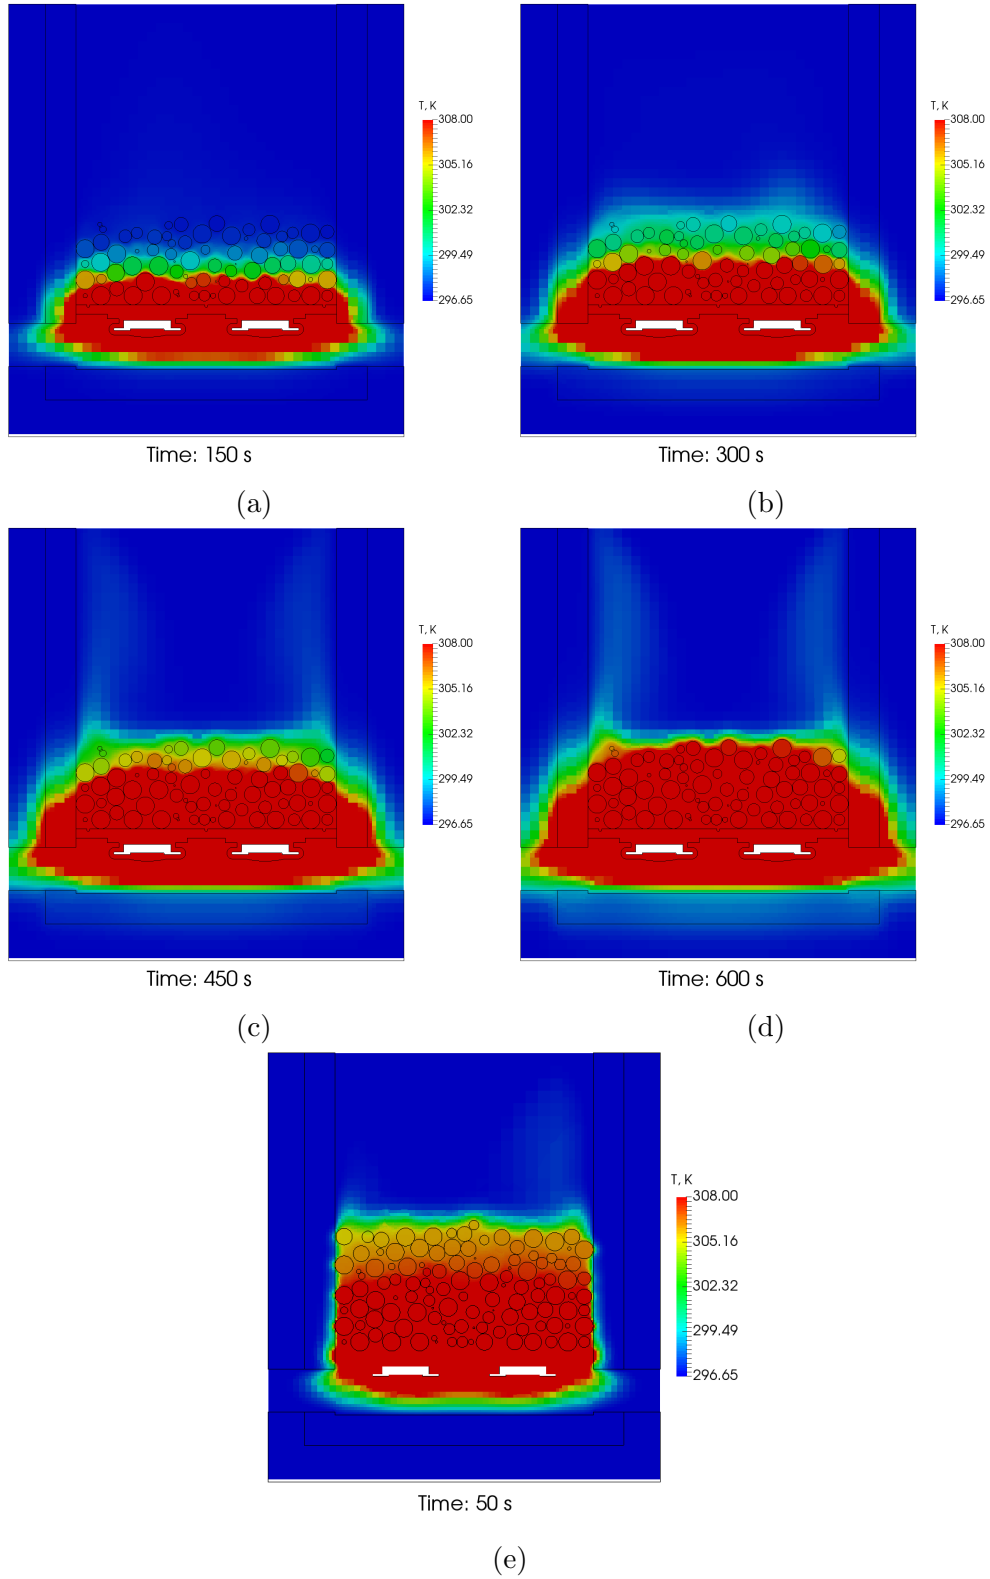 T, K
308.00
305.16
302.32
299.49
296.65
Time: 150 s
(a)
T, K
308.00
305.16
302.32
299.49
296.65
Time: 300 s
(b)
T, K
308.00
305.16
302.32
299.49
296.65
Time: 450 s
(c)
T, K
308.00
305.16
302.32
299.49
296.65
Time: 600 s
(d)
T, K
308.00
305.16
302.32
299.49
296.65
Time: 50 s
(e)